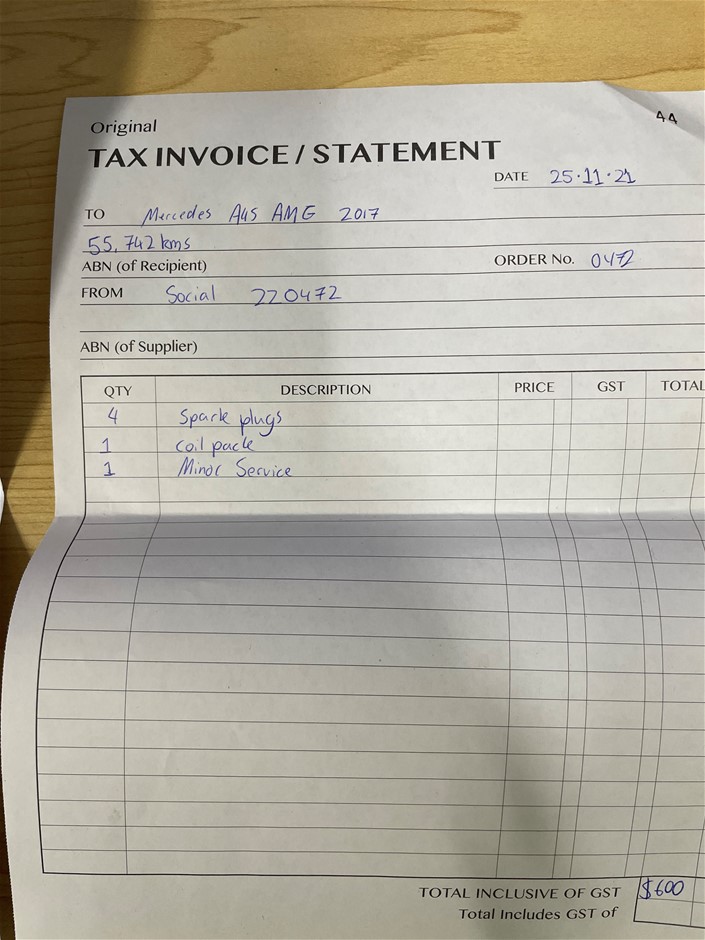 Original
44
TAX INVOICE / STATEMENT
DATE 25·11·21
TO Mercedes A45 AMG 2017
55,742 kms
ABN (of Recipient)
ORDER No. 0472
FROM Social 220472
ABN (of Supplier)
QTY DESCRIPTION PRICE GST TOTAL
4 Spark plugs
1 coil pack
1 Minor Service
TOTAL INCLUSIVE OF GST $600
Total Includes GST of